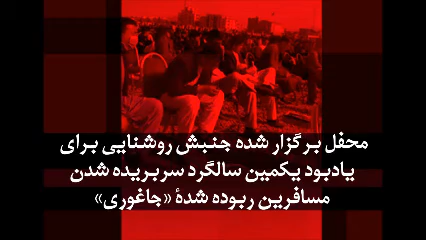 محفل برگزار شده جنبش روشنایی برای
یادبود یکمین سالگرد سربریده شدن
مسافرین ربوده شدهٔ «جاغوری»